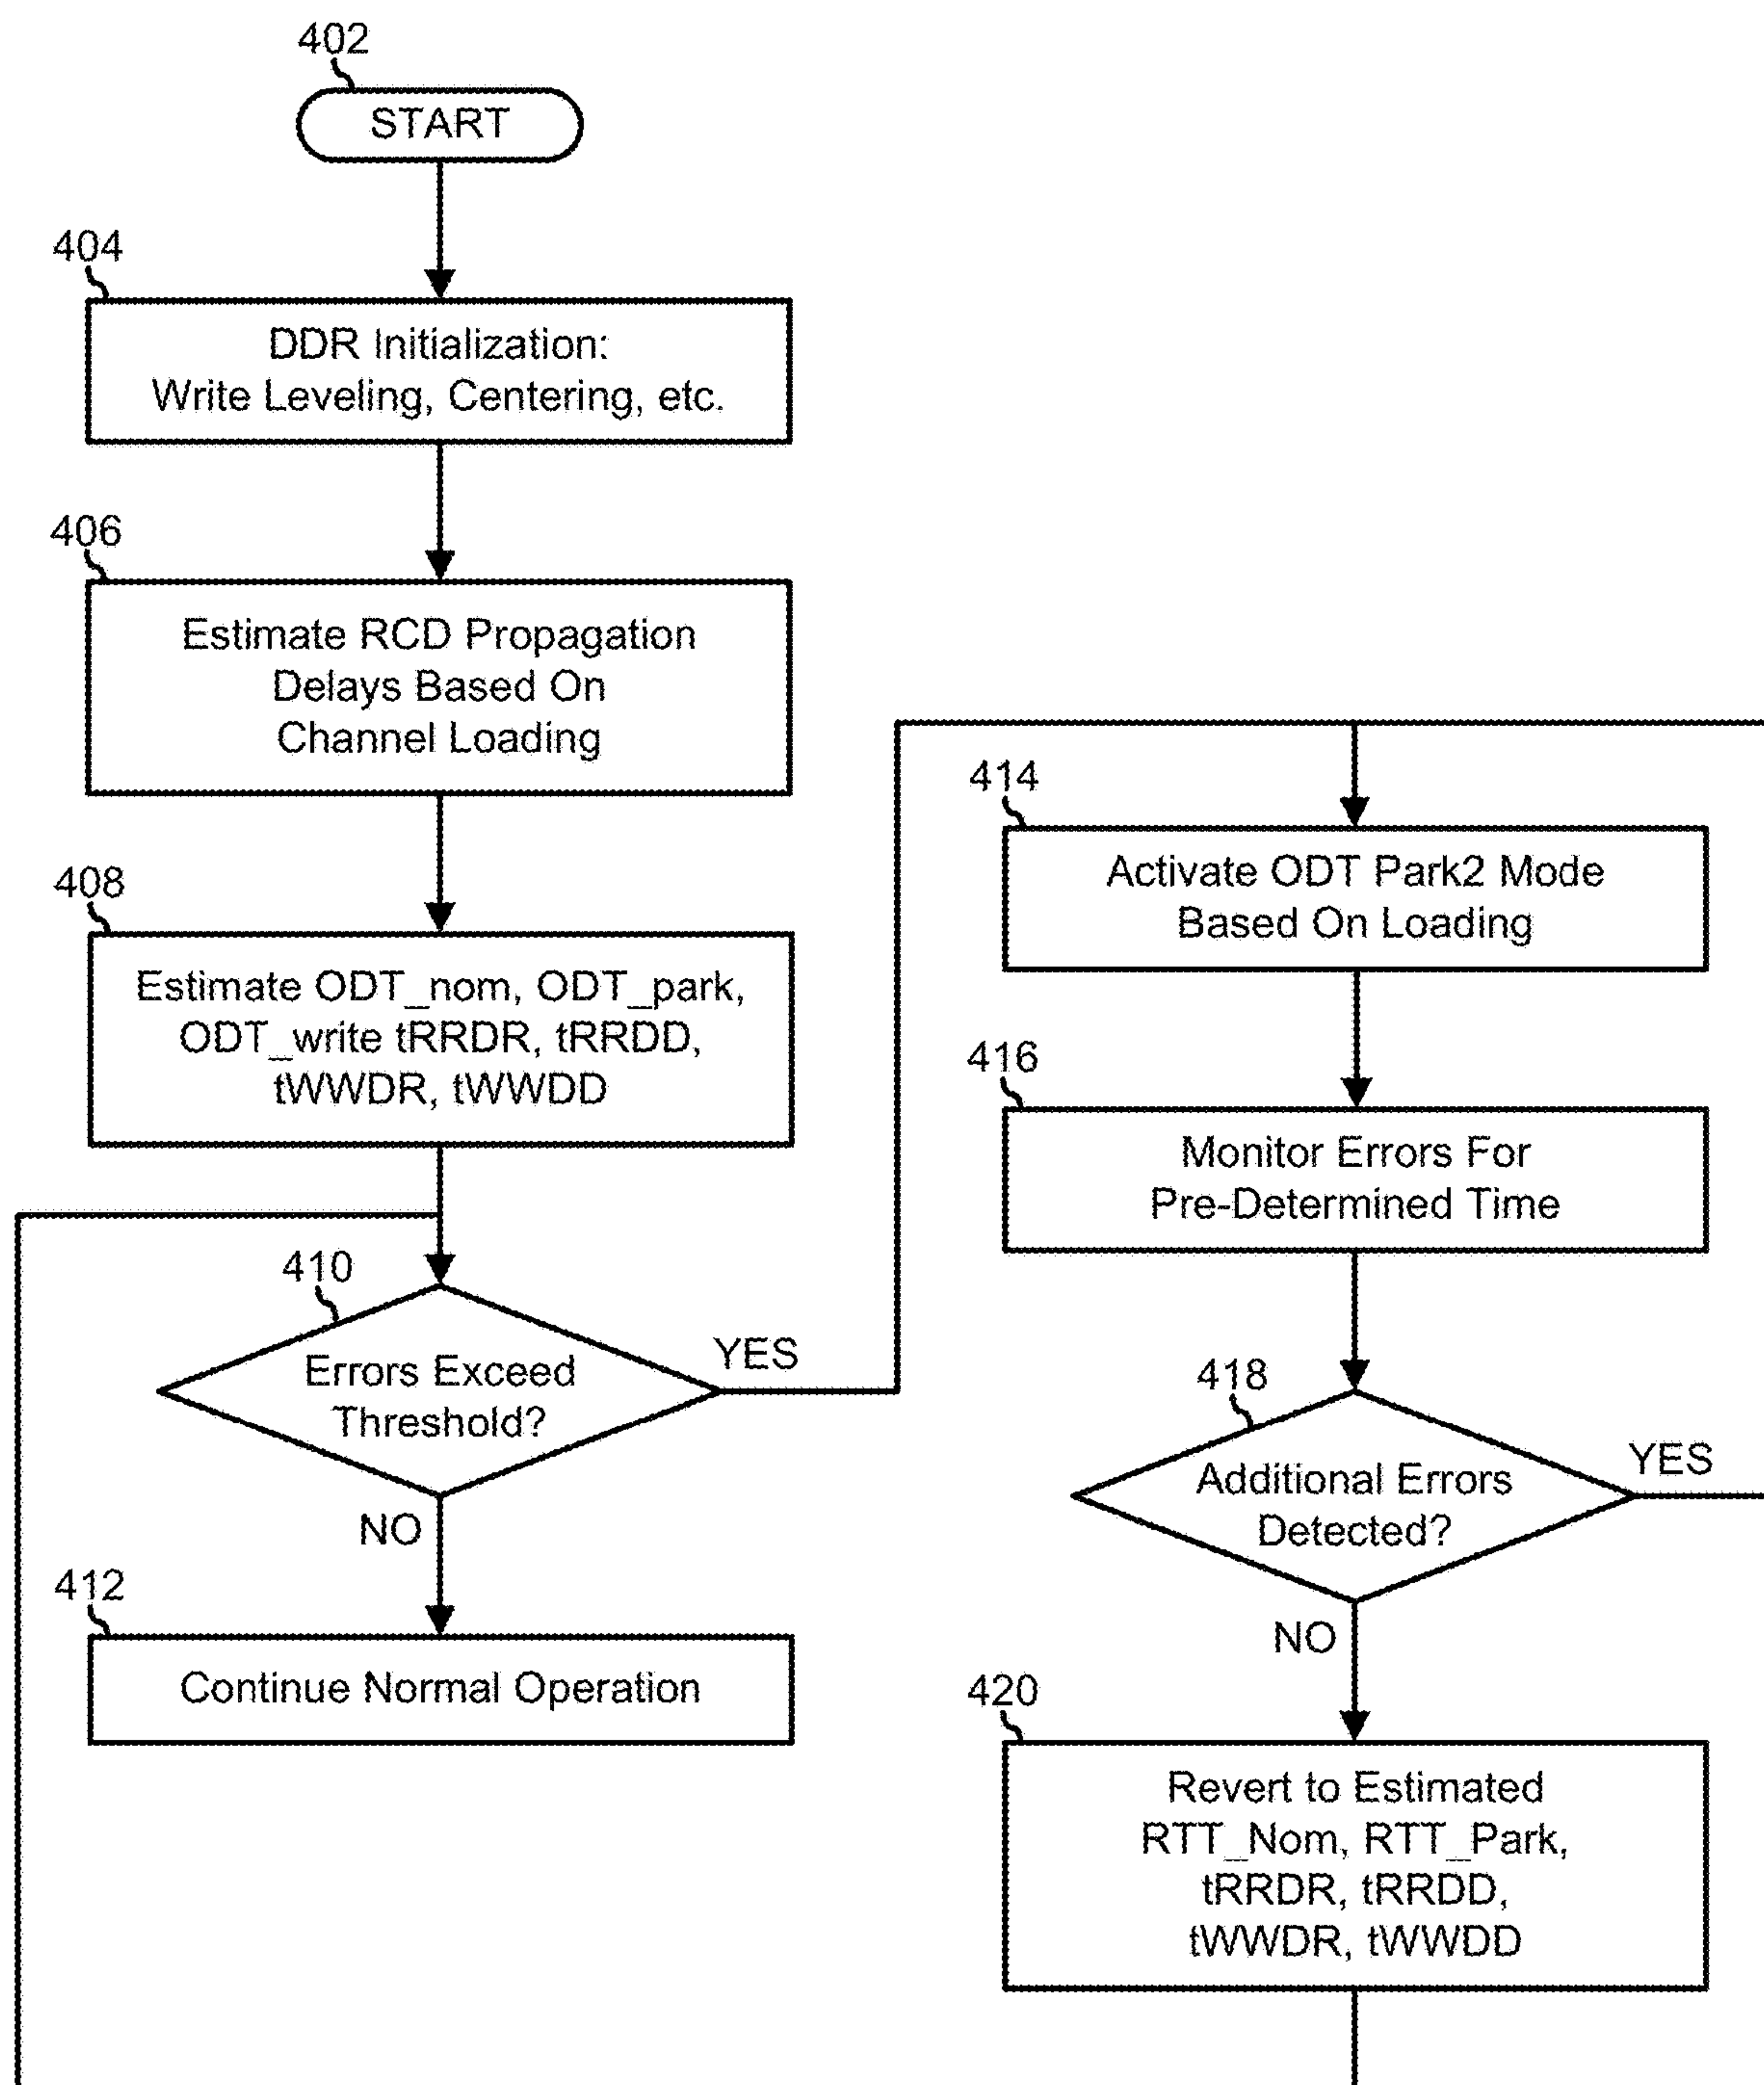 402
START
404
DDR Initialization:
Write Leveling, Centering, etc.
406
Estimate RCD Propagation
Delays Based On
Channel Loading
408
Estimate ODT_nom, ODT_park,
ODT_write tRRDR, tRRDD,
tWWDR, tWWDD
410
Errors Exceed
Threshold?
YES
NO
412
Continue Normal Operation
414
Activate ODT Park2 Mode
Based On Loading
416
Monitor Errors For
Pre-Determined Time
418
Additional Errors
Detected?
YES
NO
420
Revert to Estimated
RTT_Nom, RTT_Park,
tRRDR, tRRDD,
tWWDR, tWWDD